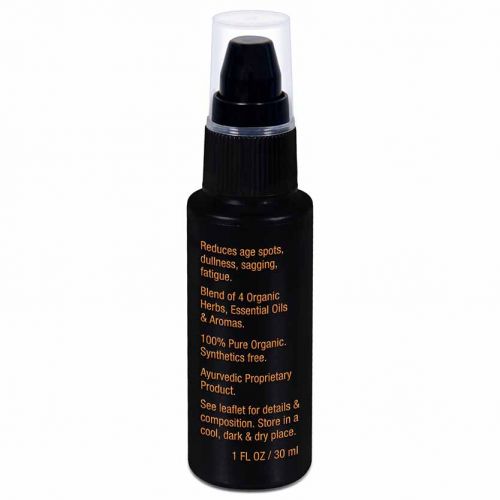 Reduces age spots,
dullness, sagging,
fatigue.
Blend of 4 Organic
Herbs, Essential Oils
& Aromas.
100% Pure Organic.
Synthetics free.
Ayurvedic Proprietary
Product.
See leaflet for details &
composition. Store in a
cool, dark & dry place.
1 FL OZ / 30 ml